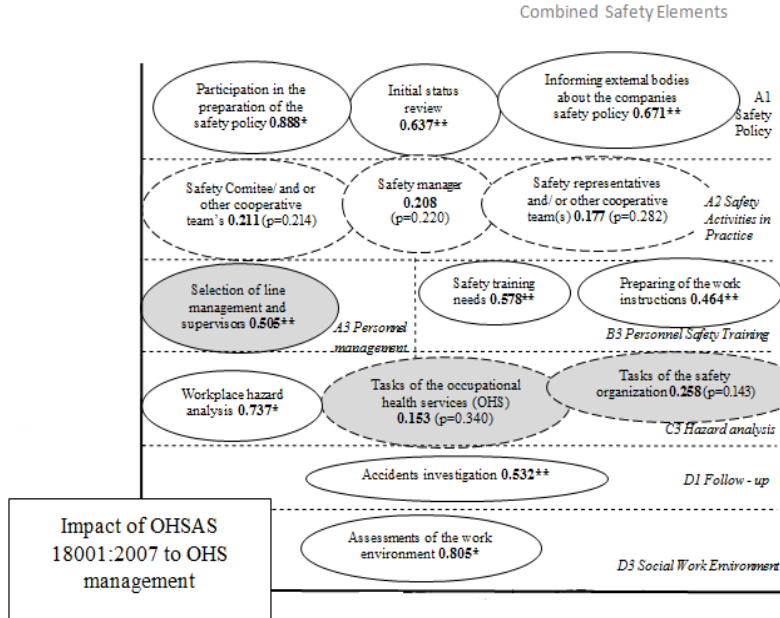 Combined Safety Elements
Participation in the
preparation of the
safety policy 0.888*
Initial status
review
0.637**
Informing external bodies
about the companies
safety policy 0.671**
A1
Safety
Policy
Safety Comitee/ and or
other cooperative
team's 0.211 (p=0.214)
Safety manager
0.208
(p=0.220)
Safety representatives
and/ or other cooperative
team(s) 0.177 (p=0.282)
A2 Safety
Activities in
Practice
Selection of line
management and
supervisors 0.505**
A3 Personnel
management
Safety training
needs 0.578**
Preparing of the work
instructions 0.464**
B3 Personnel Safety Training
Workplace hazard
analysis 0.737*
Tasks of the occupational
health services (OHS)
0.153 (p=0.340)
Tasks of the safety
organization 0.258 (p=0.143)
C3 Hazard analysis
Accidents investigation 0.532**
D1 Follow - up
Impact of OHSAS
18001:2007 to OHS
management
Assessments of the work
environment 0.805*
D3 Social Work Environment